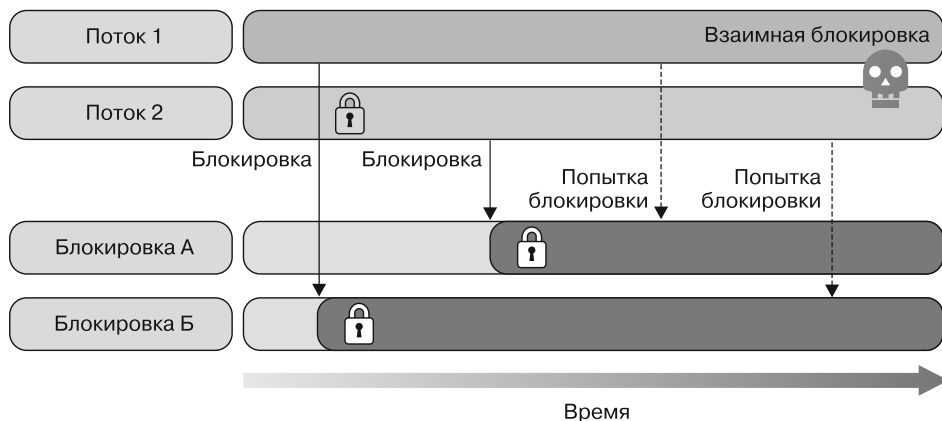 Поток 1
Взаимная блокировка
Поток 2
Блокировка
Блокировка
Попытка
блокировки
Попытка
блокировки
Блокировка А
Блокировка Б
Время